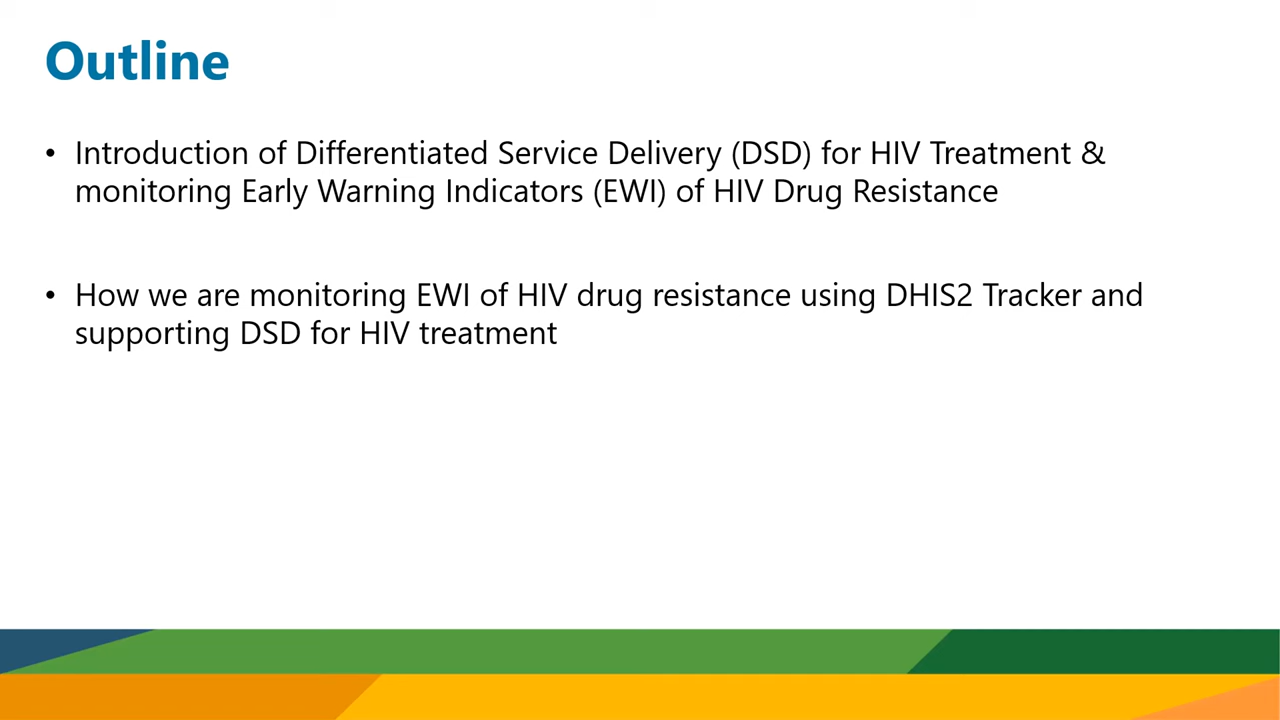 Outline
• Introduction of Differentiated Service Delivery (DSD) for HIV Treatment &
monitoring Early Warning Indicators (EWI) of HIV Drug Resistance
• How we are monitoring EWI of HIV drug resistance using DHIS2 Tracker and
supporting DSD for HIV treatment